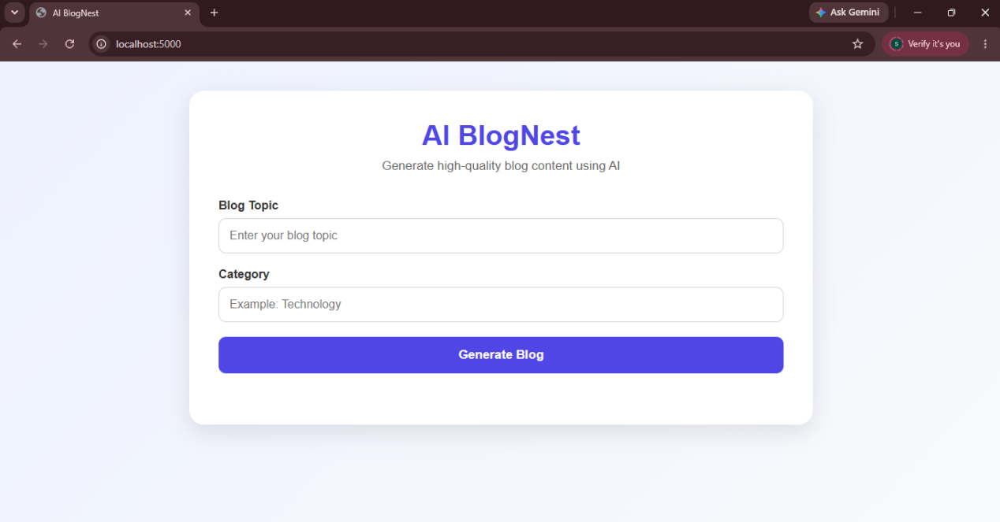 AI BlogNest
Ask Gemini
localhost:5000
S
Verify it's you
AI BlogNest
Generate high-quality blog content using AI
Blog Topic
Enter your blog topic
Category
Example: Technology
Generate Blog